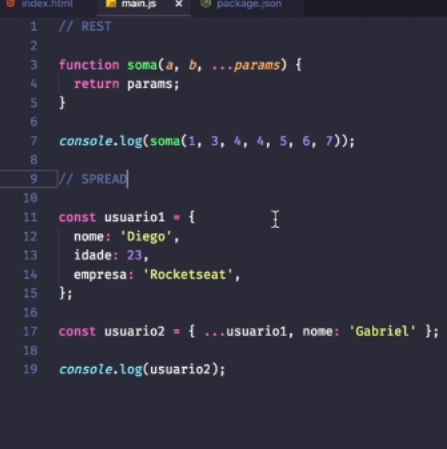 index.html main.js × package.json
1 // REST
2
3 function soma(a, b, ...params) {
4 return params;
5 }
6
7 console.log(soma(1, 3, 4, 4, 5, 6, 7));
8
9 // SPREAD
10
11 const usuario1 = {
12 nome: 'Diego',
13 idade: 23,
14 empresa: 'Rocketseat',
15 };
16
17 const usuario2 = { ...usuario1, nome: 'Gabriel' };
18
19 console.log(usuario2);